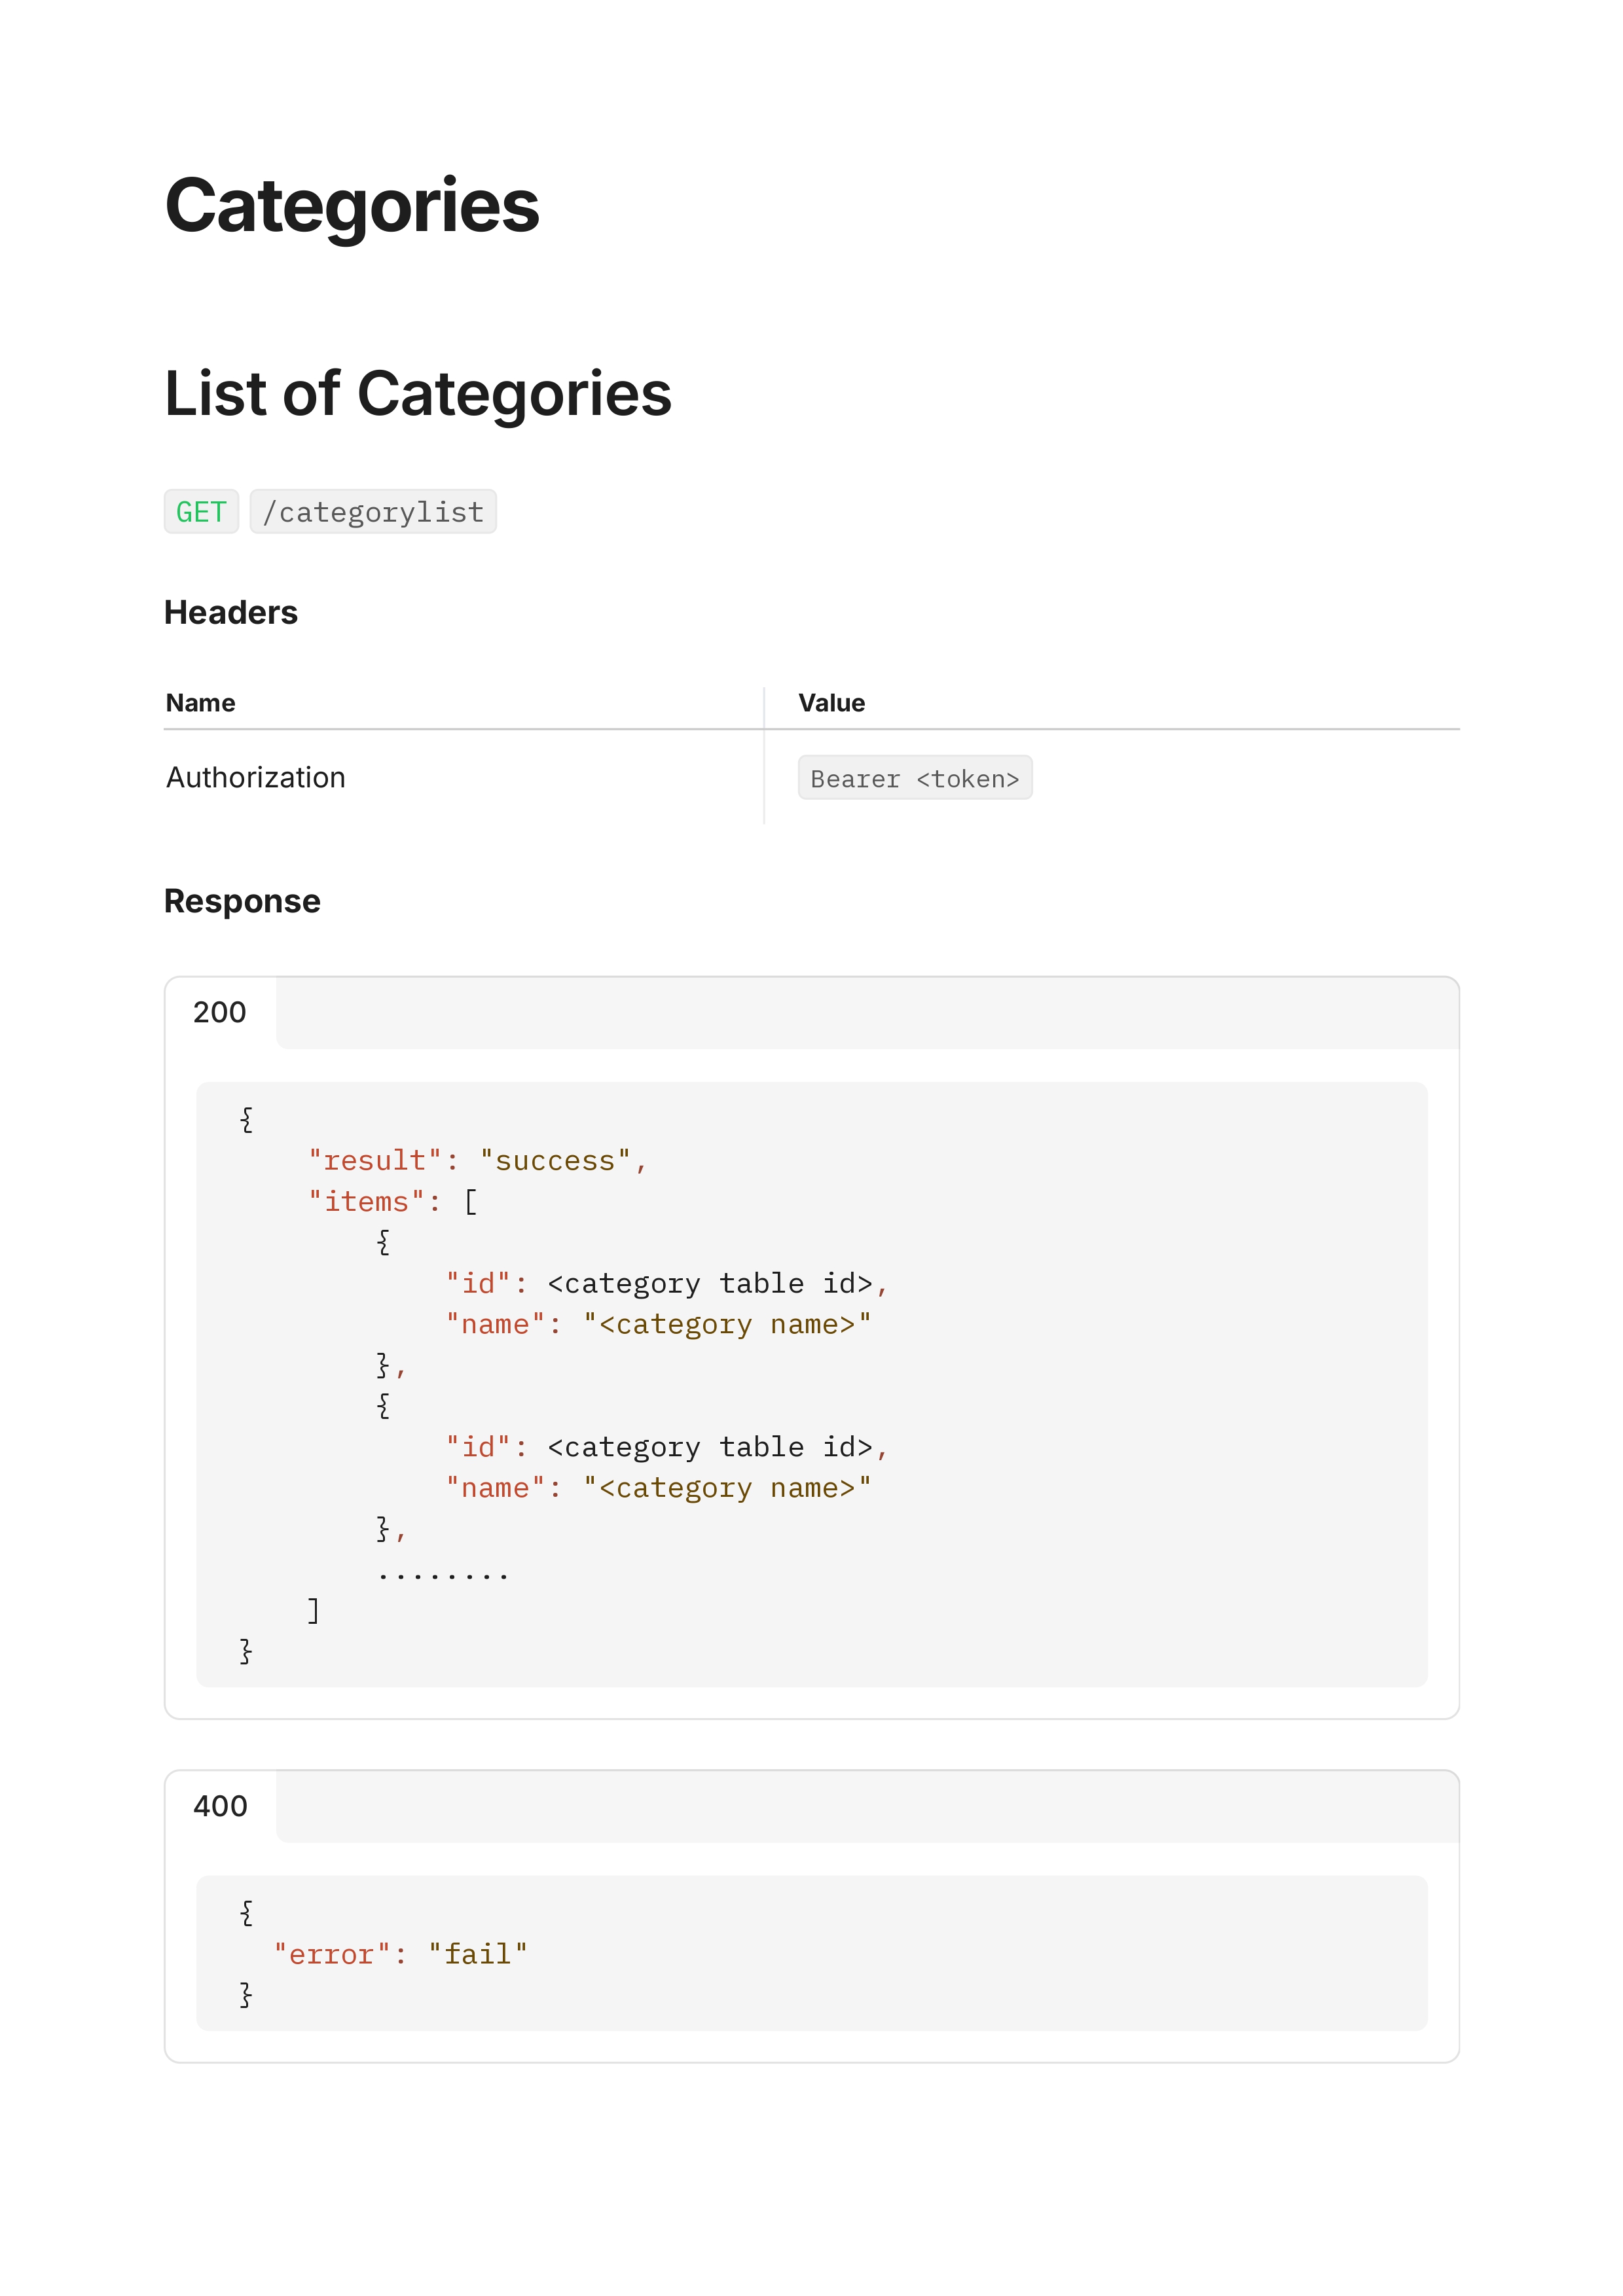 Categories
List of Categories
GET /categorylist
Headers
Name Value
Authorization Bearer <token>
Response
200
{
    "result": "success",
    "items": [
        {
            "id": <category table id>,
            "name": "<category name>"
        },
        {
            "id": <category table id>,
            "name": "<category name>"
        },
        ........
    ]
}
400
{
  "error": "fail"
}